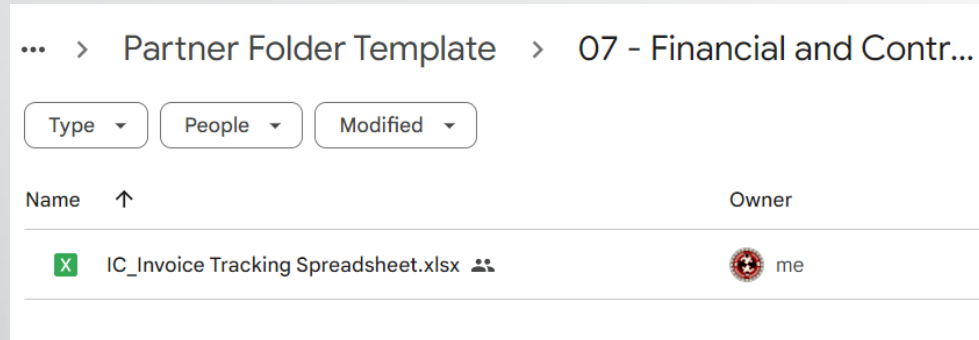 ... > Partner Folder Template > 07 - Financial and Contr...
Type People Modified
Name Owner
X IC_Invoice Tracking Spreadsheet.xlsx me